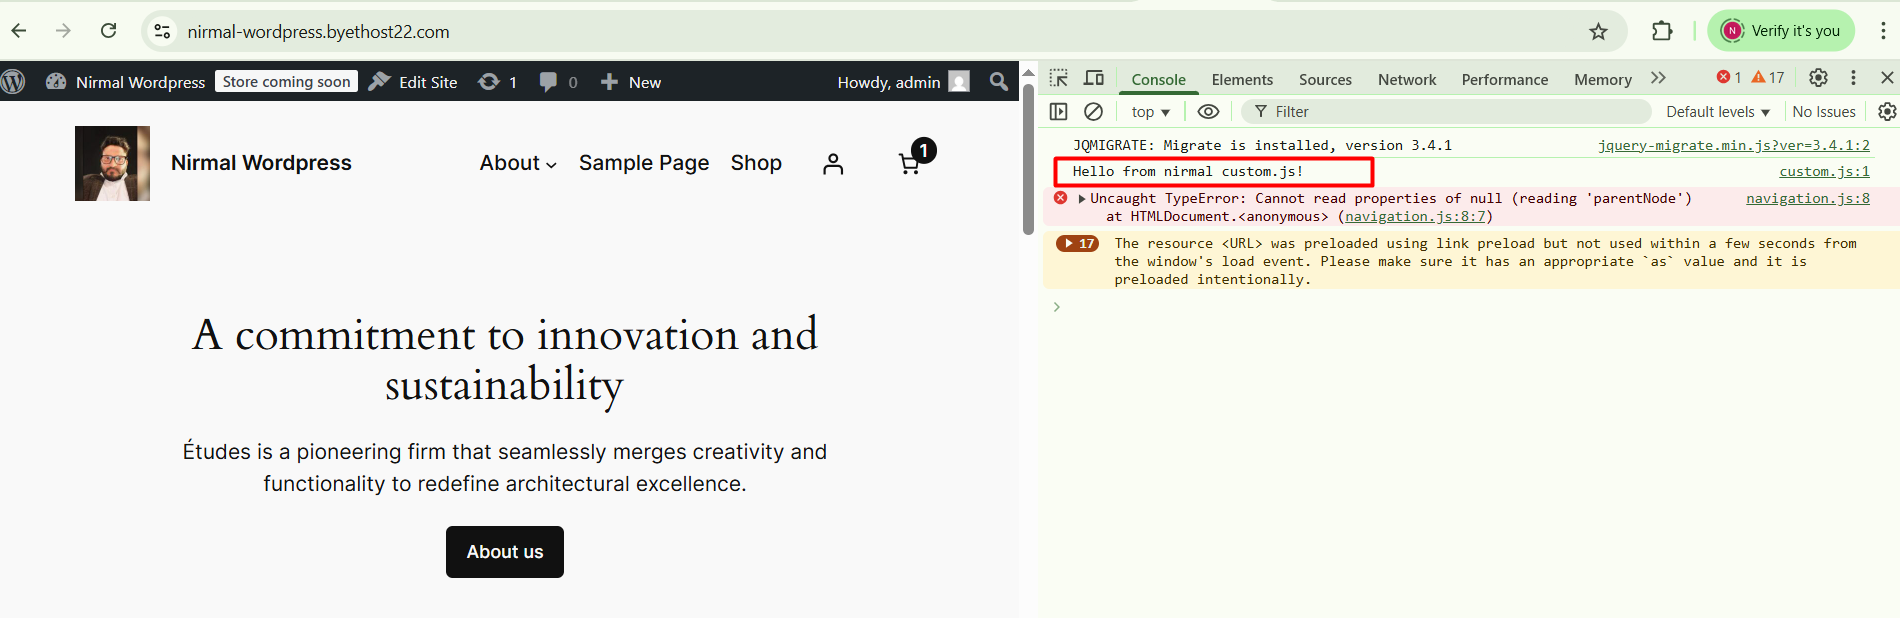 nirmal-wordpress.byethost22.com
N Verify it's you
Nirmal Wordpress Store coming soon Edit Site 1 0 New Howdy, admin
Nirmal Wordpress About Sample Page Shop 1
A commitment to innovation and
sustainability
Études is a pioneering firm that seamlessly merges creativity and
functionality to redefine architectural excellence.
About us
Console Elements Sources Network Performance Memory 1 17
top Filter Default levels No Issues
JQMIGRATE: Migrate is installed, version 3.4.1 jquery-migrate.min.js?ver=3.4.1:2
Hello from nirmal custom.js! custom.js:1
Uncaught TypeError: Cannot read properties of null (reading 'parentNode') navigation.js:8
at HTMLDocument.<anonymous> (navigation.js:8:7)
17 The resource <URL> was preloaded using link preload but not used within a few seconds from
the window's load event. Please make sure it has an appropriate `as` value and it is
preloaded intentionally.